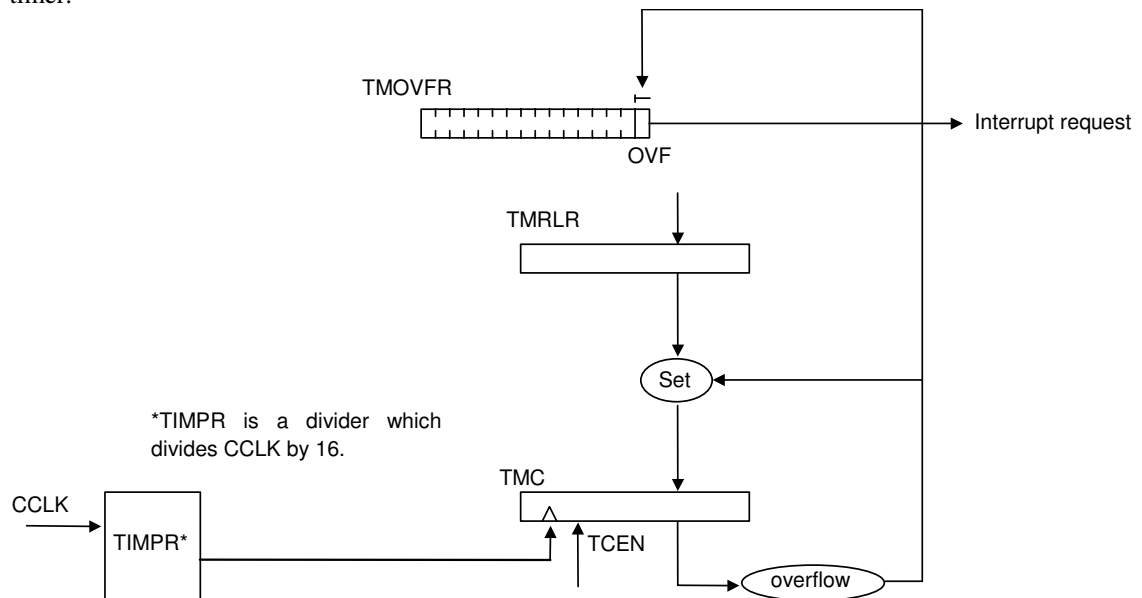 timer.
TMOVFR
Interrupt request
OVF
TMRLR
Set
*TIMPR is a divider which
divides CCLK by 16.
TMC
CCLK
TIMPR*
TCEN
overflow